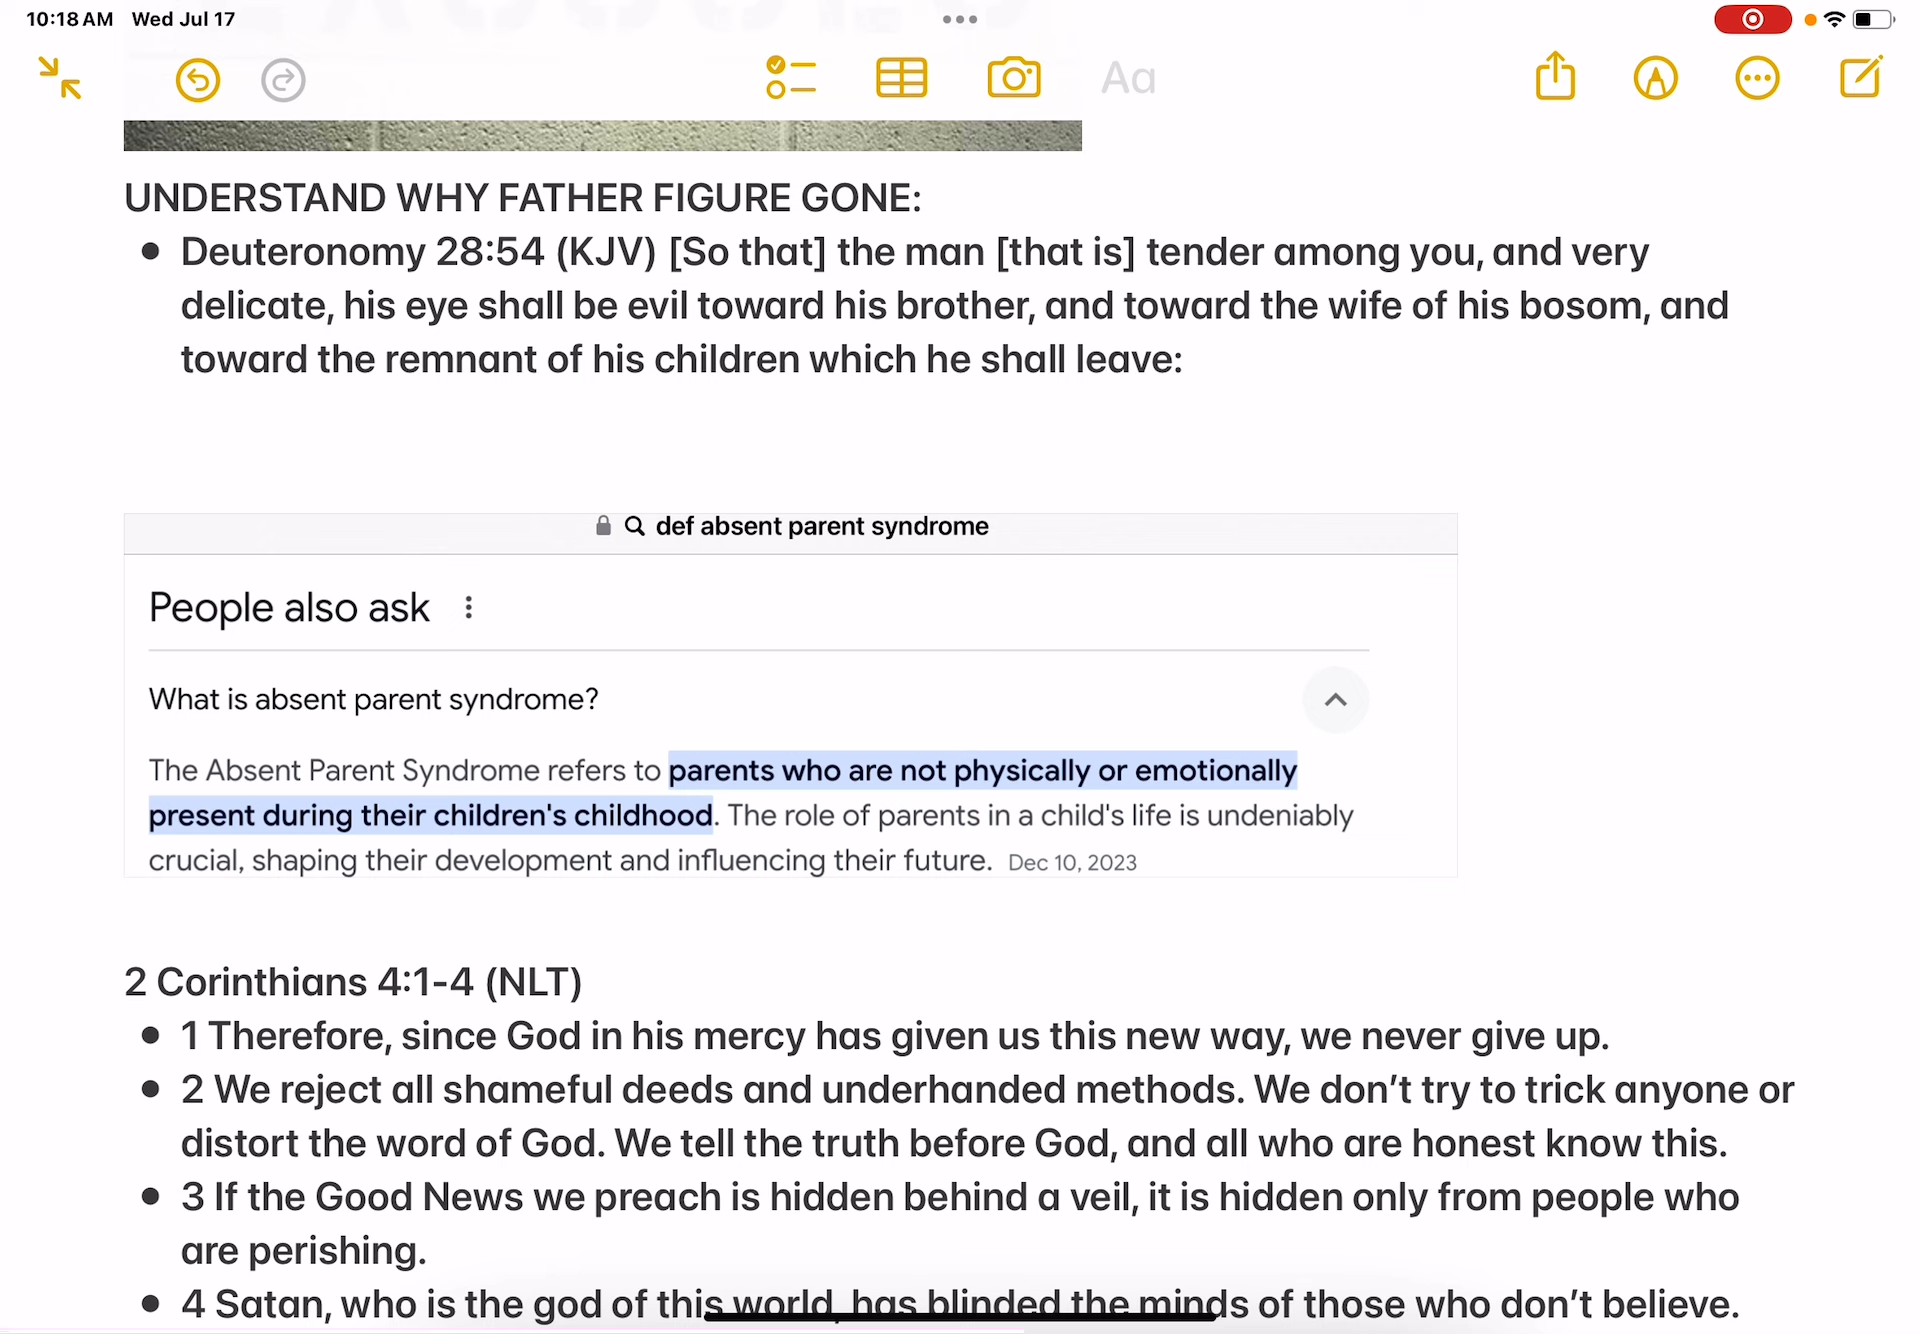 10:18 AM Wed Jul 17
Aa
UNDERSTAND WHY FATHER FIGURE GONE:
• Deuteronomy 28:54 (KJV) [So that] the man [that is] tender among you, and very
delicate, his eye shall be evil toward his brother, and toward the wife of his bosom, and
toward the remnant of his children which he shall leave:
def absent parent syndrome
People also ask
What is absent parent syndrome?
The Absent Parent Syndrome refers to parents who are not physically or emotionally
present during their children's childhood. The role of parents in a child's life is undeniably
crucial, shaping their development and influencing their future. Dec 10, 2023
2 Corinthians 4:1-4 (NLT)
• 1 Therefore, since God in his mercy has given us this new way, we never give up.
• 2 We reject all shameful deeds and underhanded methods. We don’t try to trick anyone or
distort the word of God. We tell the truth before God, and all who are honest know this.
• 3 If the Good News we preach is hidden behind a veil, it is hidden only from people who
are perishing.
• 4 Satan, who is the god of this world, has blinded the minds of those who don’t believe.